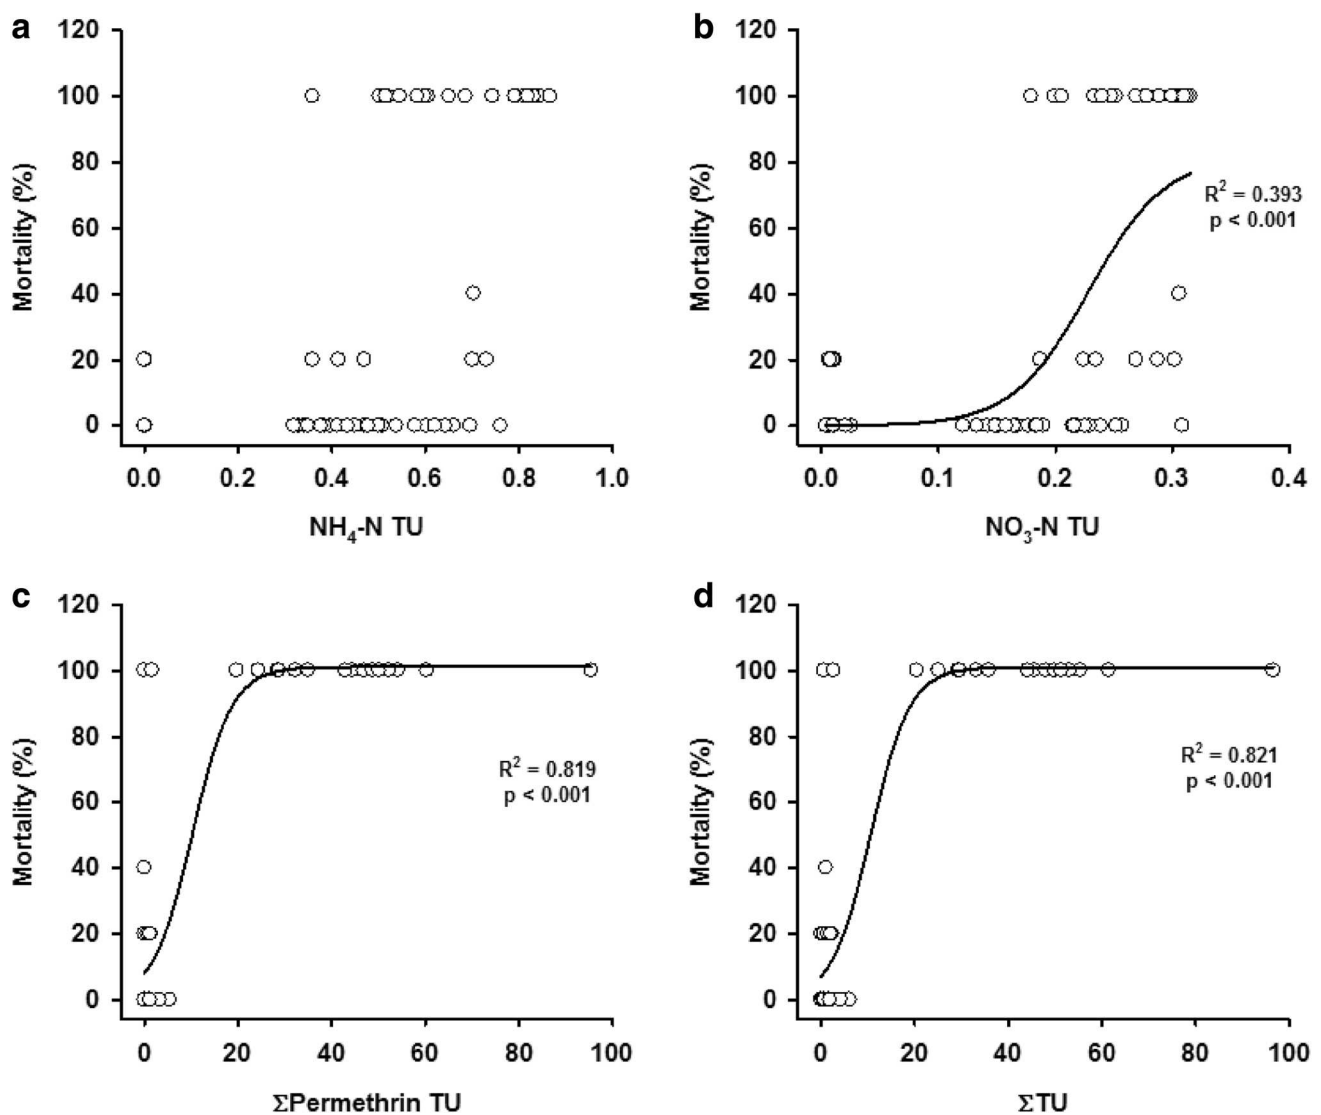 a
120
100
80
60
40
20
0
Mortality (%)
0.0 0.2 0.4 0.6 0.8 1.0
NH₄-N TU
b
120
100
80
60
40
20
0
Mortality (%)
R² = 0.393
p < 0.001
0.0 0.1 0.2 0.3 0.4
NO₃-N TU
c
120
100
80
60
40
20
0
Mortality (%)
R² = 0.819
p < 0.001
0 20 40 60 80 100
ΣPermethrin TU
d
120
100
80
60
40
20
0
Mortality (%)
R² = 0.821
p < 0.001
0 20 40 60 80 100
ΣTU